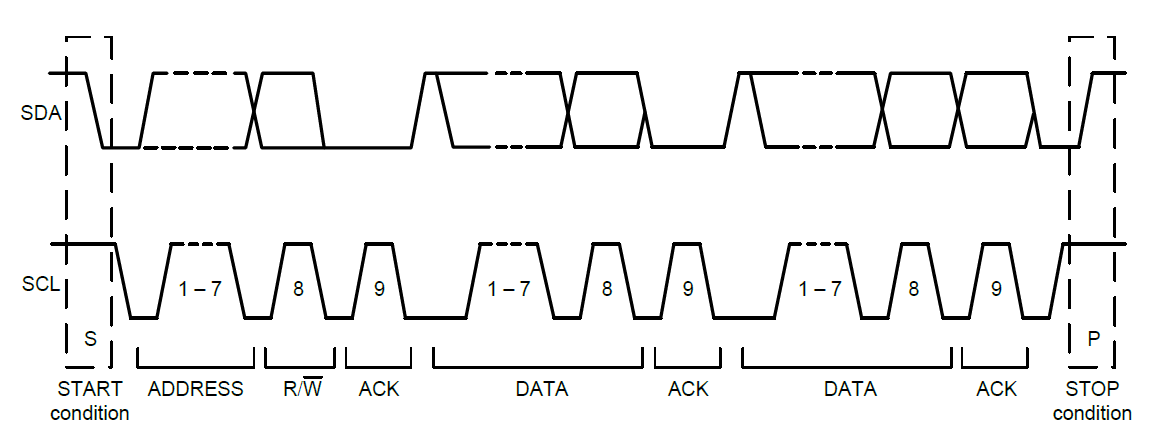 SDA
SCL
1 – 7
8
9
1 – 7
8
9
1 – 7
8
9
S
P
START
condition
ADDRESS
R/W̅
ACK
DATA
ACK
DATA
ACK
STOP
condition